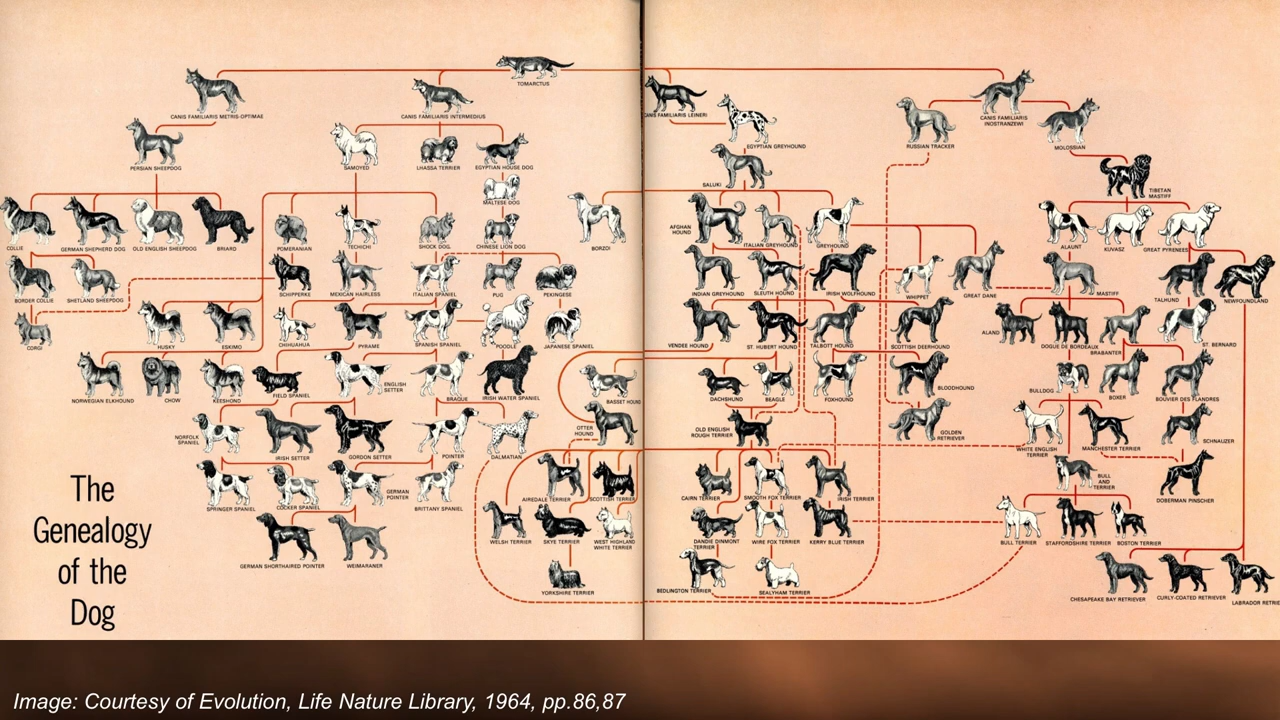 TOMARCTUS
CANIS FAMILIARIS METRIS-OPTIMAE
CANIS FAMILIARIS INTERMEDIUS
CANIS FAMILIARIS LEINERI
CANIS FAMILIARIS
INOSTRANZEWI
EGYPTIAN GREYHOUND
RUSSIAN TRACKER
MOLOSSIAN
PERSIAN SHEEPDOG
SAMOYED
LHASSA TERRIER
EGYPTIAN HOUSE DOG
SALUKI
TIBETAN
MASTIFF
MALTESE DOG
COLLIE
GERMAN SHEPHERD DOG
OLD ENGLISH SHEEPDOG
BRIARD
POMERANIAN
TECHICHI
SHOCK DOG
CHINESE LION DOG
BORZOI
AFGHAN
HOUND
ITALIAN GREYHOUND
GREYHOUND
ALAUNT
KUVASZ
GREAT PYRENEES
BORDER COLLIE
SHETLAND SHEEPDOG
SCHIPPERKE
MEXICAN HAIRLESS
ITALIAN SPANIEL
PUG
PEKINGESE
INDIAN GREYHOUND
SLEUTH HOUND
IRISH WOLFHOUND
WHIPPET
GREAT DANE
MASTIFF
TALHUND
NEWFOUNDLAND
CORGI
HUSKY
ESKIMO
CHIHUAHUA
PYRAME
SPANISH SPANIEL
POODLE
JAPANESE SPANIEL
VENDEE HOUND
ST. HUBERT HOUND
TALBOTT HOUND
SCOTTISH DEERHOUND
ALAND
DOGUE DE BORDEAUX
BRABANTER
ST. BERNARD
NORWEGIAN ELKHOUND
CHOW
KEESHOND
FIELD SPANIEL
ENGLISH
SETTER
BRAQUE
IRISH WATER SPANIEL
BASSET HOUND
DACHSHUND
BEAGLE
FOXHOUND
BLOODHOUND
BULLDOG
BOXER
BOUVIER DES FLANDRES
NORFOLK
SPANIEL
IRISH SETTER
GORDON SETTER
POINTER
DALMATIAN
OTTER
HOUND
OLD ENGLISH
ROUGH TERRIER
GOLDEN
RETRIEVER
WHITE ENGLISH
TERRIER
MANCHESTER TERRIER
SCHNAUZER
SPRINGER SPANIEL
COCKER SPANIEL
GERMAN
POINTER
BRITTANY SPANIEL
AIREDALE TERRIER
SCOTTISH TERRIER
CAIRN TERRIER
SMOOTH FOX TERRIER
IRISH TERRIER
BULL
AND
TERRIER
DOBERMAN PINSCHER
GERMAN SHORTHAIRED POINTER
WEIMARANER
WELSH TERRIER
SKYE TERRIER
WEST HIGHLAND
WHITE TERRIER
DANDIE DINMONT
TERRIER
WIRE FOX TERRIER
KERRY BLUE TERRIER
BULL TERRIER
STAFFORDSHIRE TERRIER
BOSTON TERRIER
YORKSHIRE TERRIER
BEDLINGTON TERRIER
SEALYHAM TERRIER
CHESAPEAKE BAY RETRIEVER
CURLY-COATED RETRIEVER
LABRADOR RETRIE
The
Genealogy
of the
Dog
Image: Courtesy of Evolution, Life Nature Library, 1964, pp.86,87